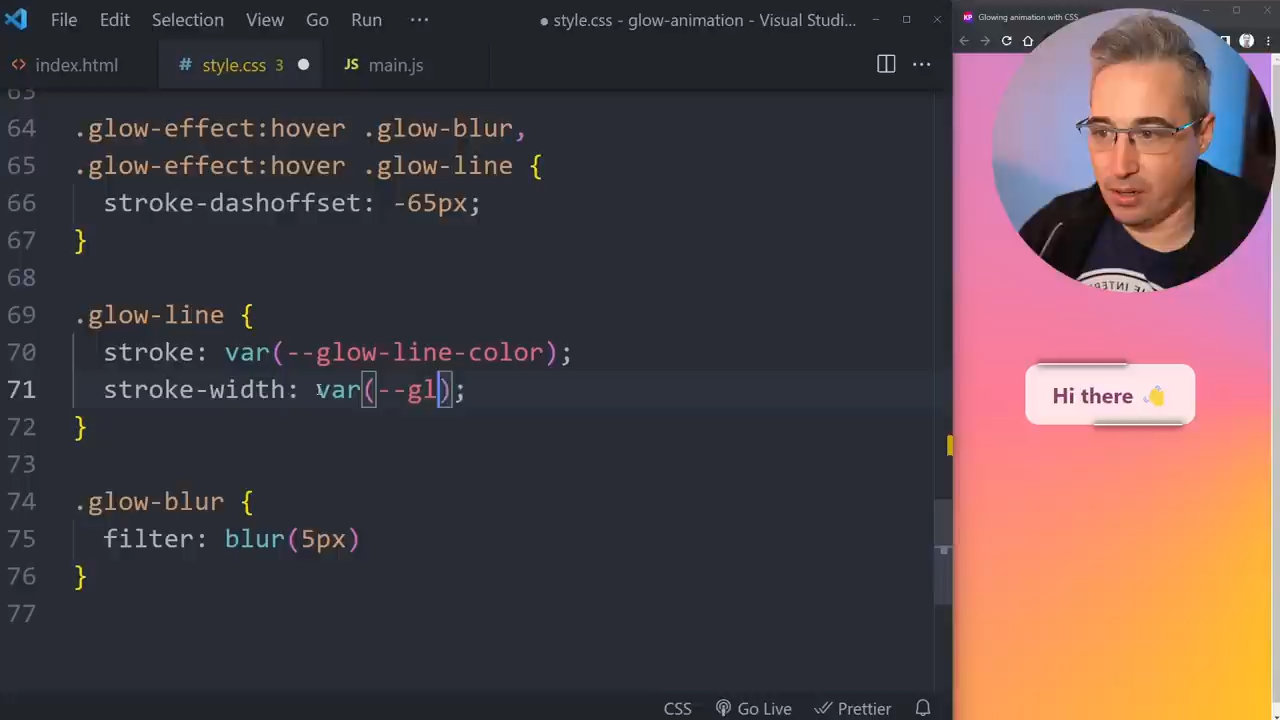 File Edit Selection View Go Run ··· ● style.css - glow-animation - Visual Studi...
KP Glowing animation with CSS
<> index.html # style.css 3 ● JS main.js ···
63
64 .glow-effect:hover .glow-blur,
65 .glow-effect:hover .glow-line {
66 stroke-dashoffset: -65px;
67 }
68
69 .glow-line {
70 stroke: var(--glow-line-color);
71 stroke-width: var(--gl);
72 }
73
74 .glow-blur {
75 filter: blur(5px)
76 }
77
Hi there 👋
CSS Go Live Prettier